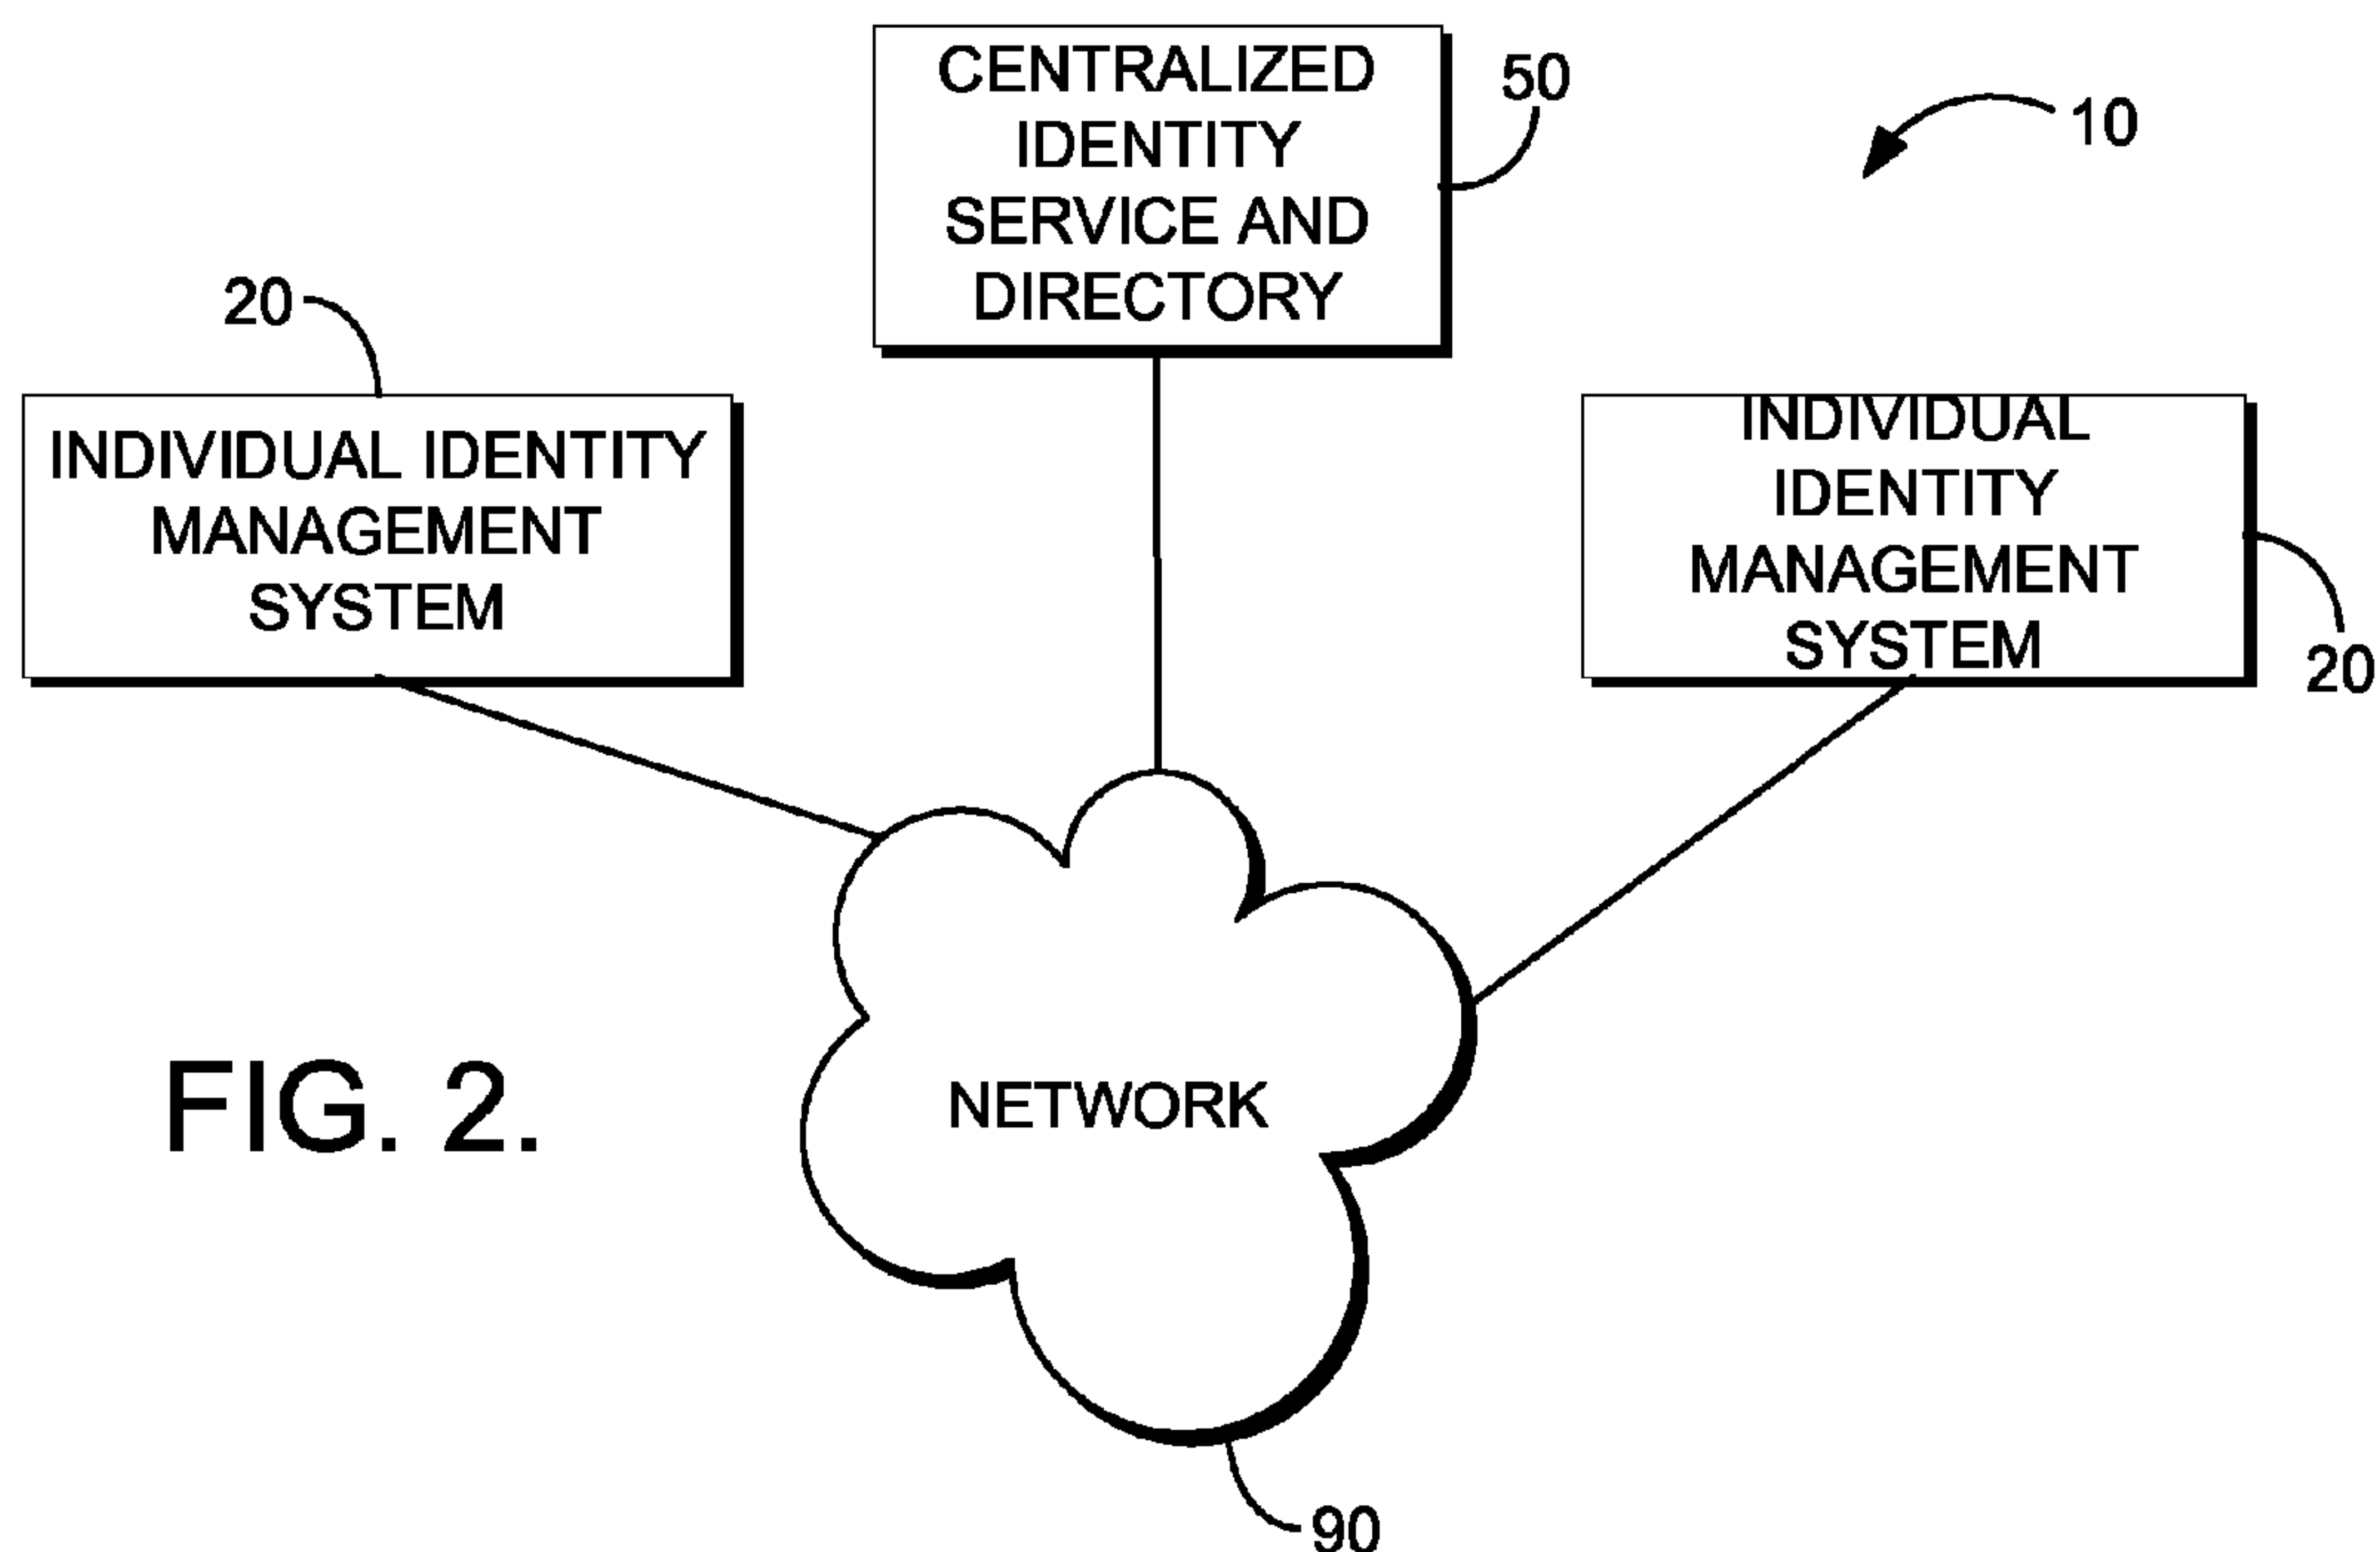 CENTRALIZED
IDENTITY
SERVICE AND
DIRECTORY
50
10
20
INDIVIDUAL IDENTITY
MANAGEMENT
SYSTEM
INDIVIDUAL
IDENTITY
MANAGEMENT
SYSTEM
20
NETWORK
FIG. 2.
90